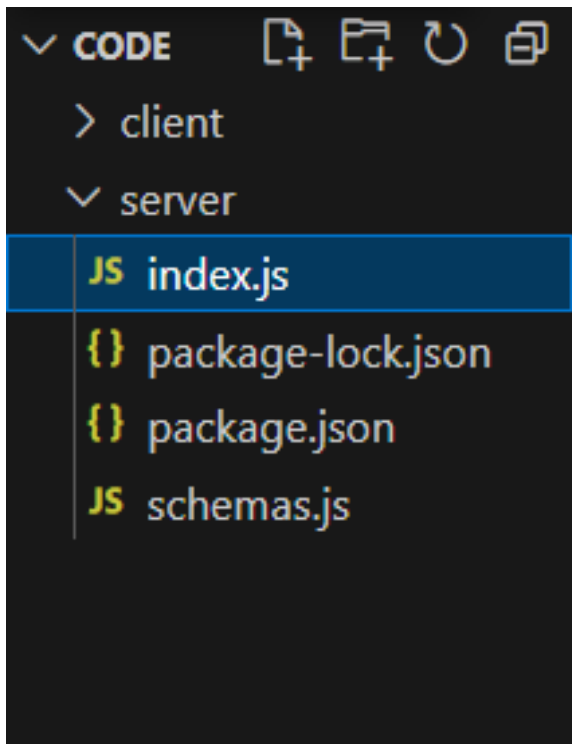 CODE
client
server
JS index.js
{} package-lock.json
{} package.json
JS schemas.js